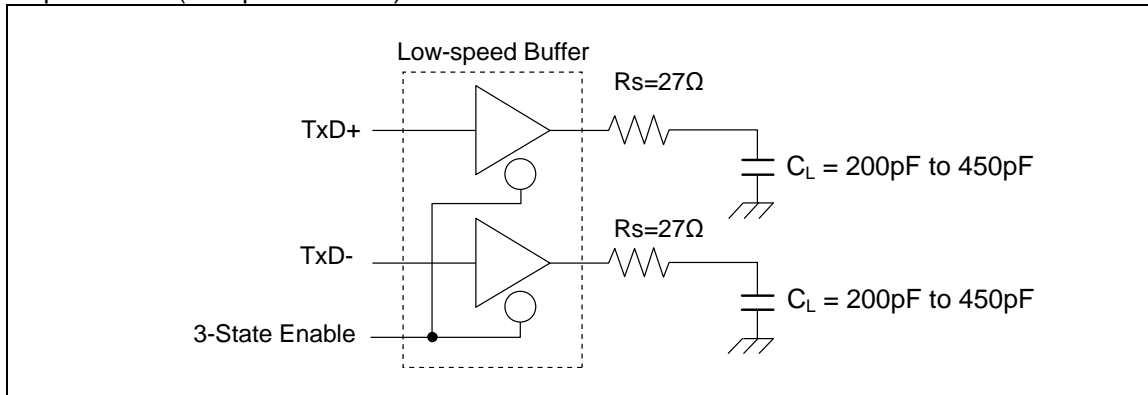 Low-speed Buffer
Rs=27Ω
TxD+
C_L = 200pF to 450pF
Rs=27Ω
TxD-
C_L = 200pF to 450pF
3-State Enable